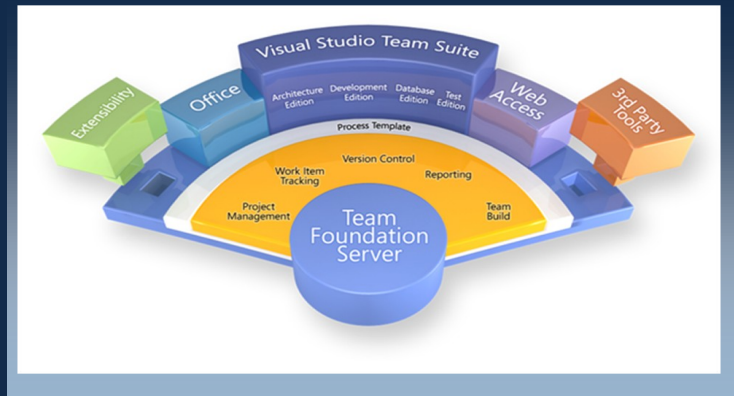 Visual Studio Team Suite
Extensibility
Office
Architecture
Edition
Development
Edition
Database
Edition
Test
Edition
Web
Access
3rd Party
Tools
Process Template
Version Control
Work Item
Tracking
Reporting
Project
Management
Team
Build
Team
Foundation
Server